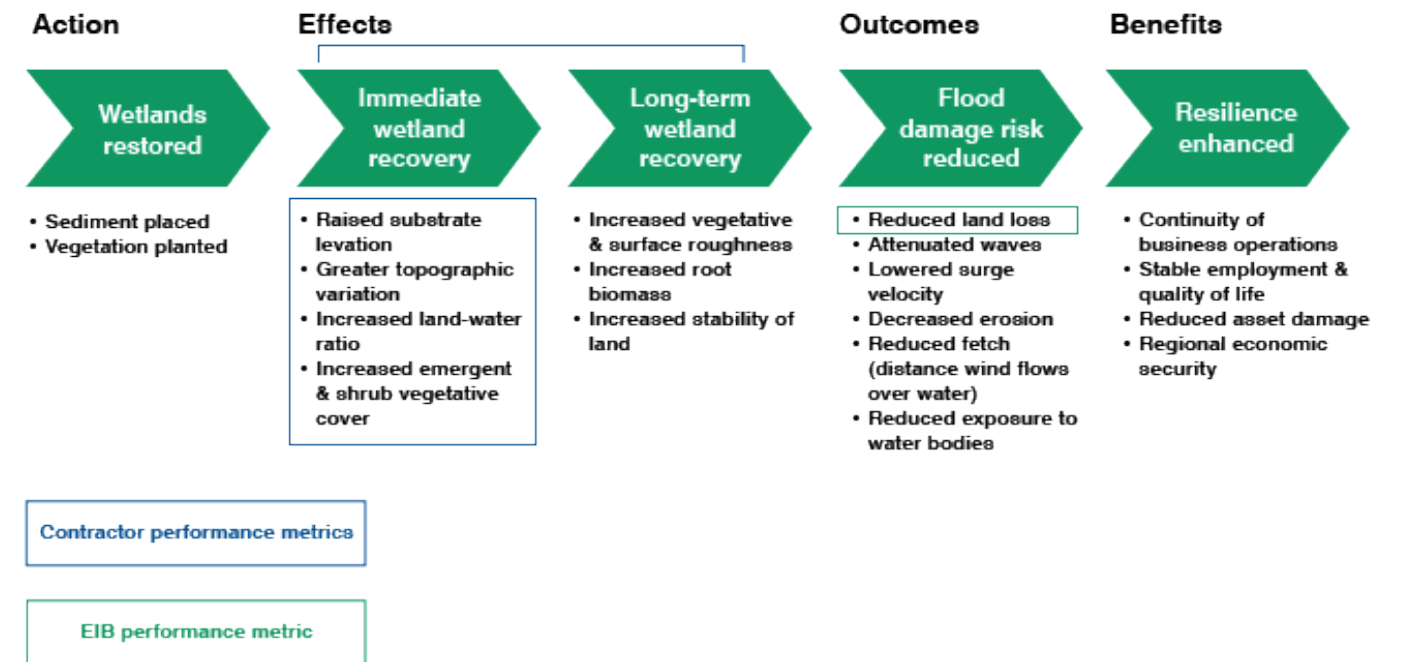 Action
Effects
Outcomes
Benefits
Wetlands
restored
Immediate
wetland
recovery
Long-term
wetland
recovery
Flood
damage risk
reduced
Resilience
enhanced
• Sediment placed
• Vegetation planted
• Raised substrate
levation
• Greater topographic
variation
• Increased land-water
ratio
• Increased emergent
& shrub vegetative
cover
• Increased vegetative
& surface roughness
• Increased root
biomass
• Increased stability of
land
• Reduced land loss
• Attenuated waves
• Lowered surge
velocity
• Decreased erosion
• Reduced fetch
(distance wind flows
over water)
• Reduced exposure to
water bodies
• Continuity of
business operations
• Stable employment &
quality of life
• Reduced asset damage
• Regional economic
security
Contractor performance metrics
EIB performance metric